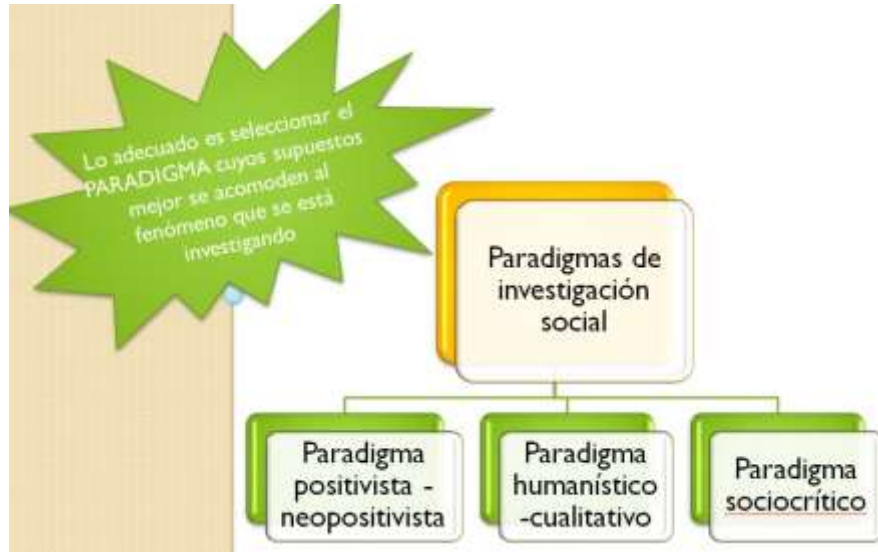 Lo adecuado es seleccionar el
PARADIGMA cuyos supuestos
mejor se acomoden al
fenómeno que se está
investigando
Paradigmas de
investigación
social
Paradigma
positivista -
neopositivista
Paradigma
humanístico
-cualitativo
Paradigma
sociocrítico